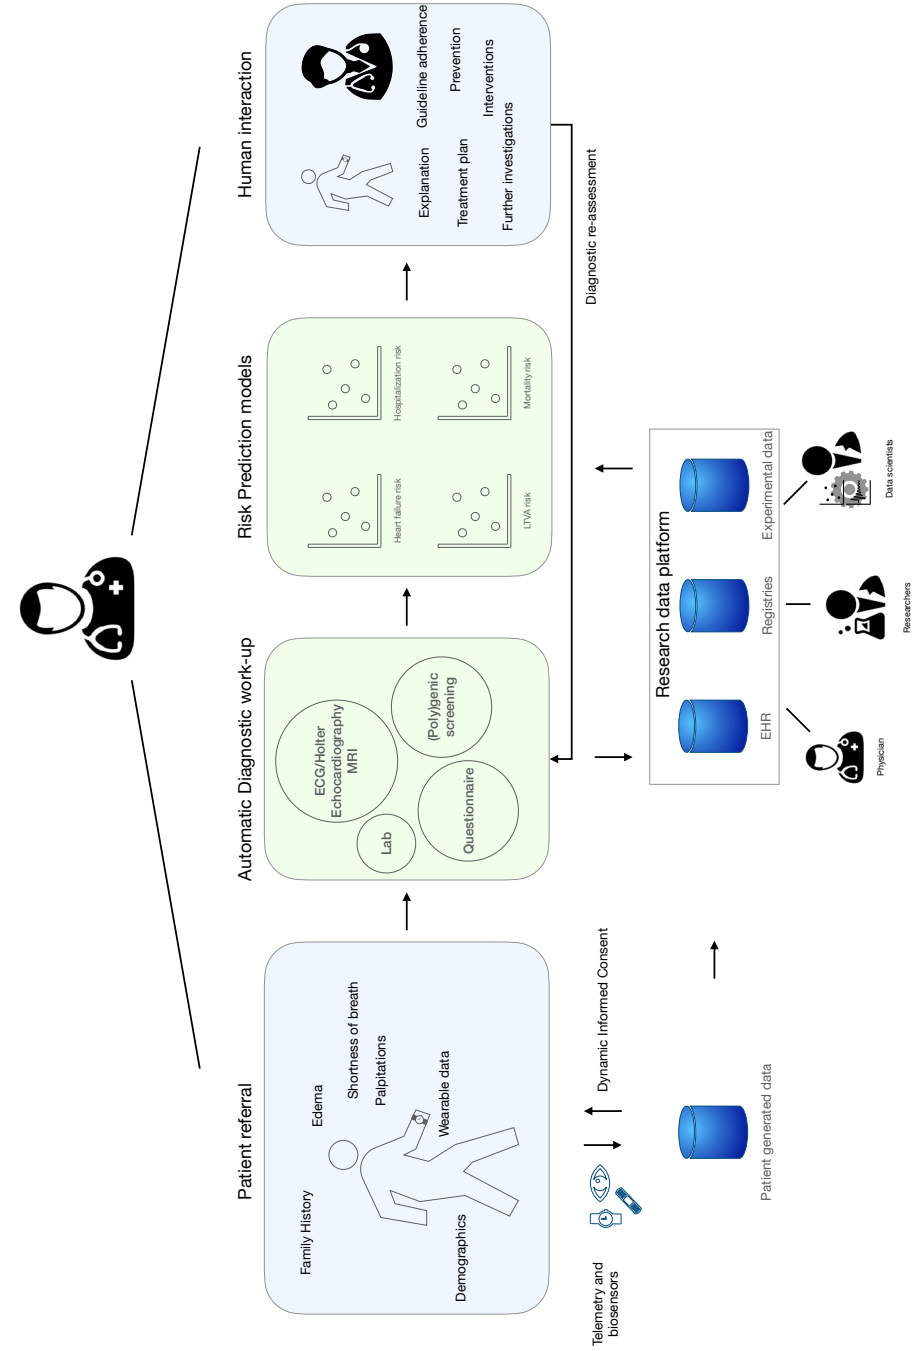 Patient referral
Family History
Edema
Shortness of breath
Palpitations
Wearable data
Demographics
Automatic Diagnostic work-up
ECG/Holter
Echocardiography
MRI
Lab
(Poly)genic
screening
Questionnaire
Risk Prediction models
Heart failure risk
Hospitalization risk
LTVA risk
Mortality risk
Human interaction
Explanation
Guideline adherence
Treatment plan
Prevention
Interventions
Further investigations
Diagnostic re-assessment
Telemetry and
biosensors
Dynamic Informed Consent
Patient generated data
Research data platform
EHR
Registries
Experimental data
Physician
Researchers
Data scientists